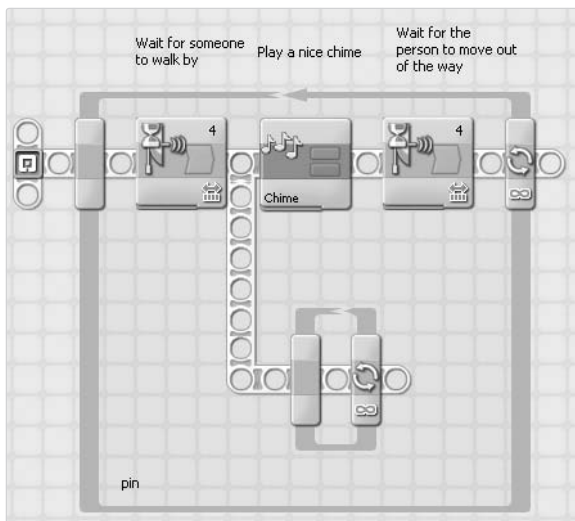 Wait for someone
to walk by
Play a nice chime
Wait for the
person to move out
of the way
4
4
Chime
pin